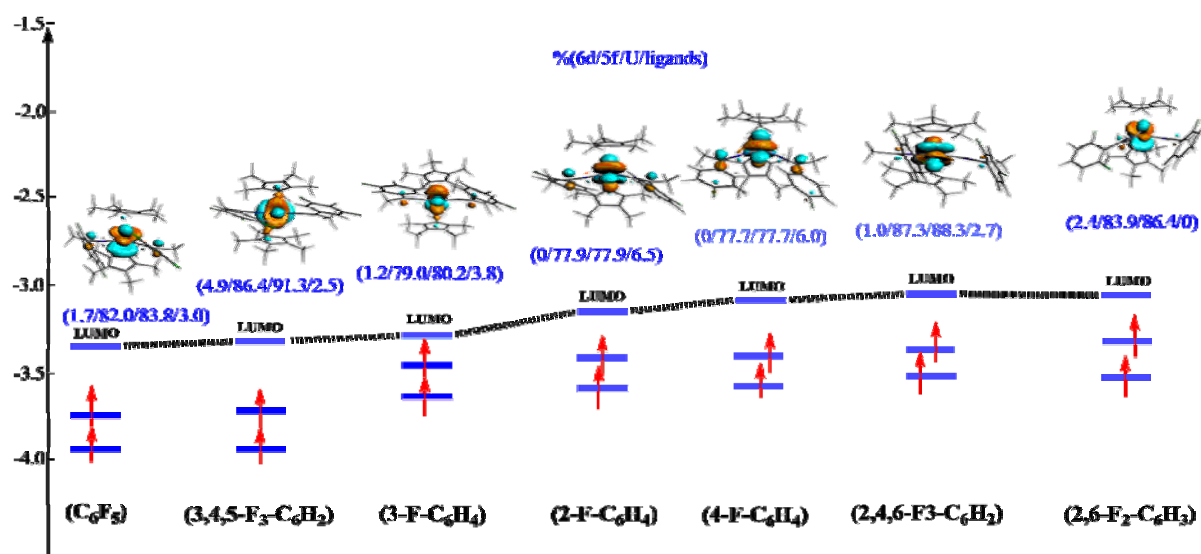 -1.5
%(6d/5f/U/ligands)
-2.0
-2.5
(1.7/82.0/83.8/3.0)
(4.9/86.4/91.3/2.5)
(1.2/79.0/80.2/3.8)
(0/77.9/77.9/6.5)
(0/77.7/77.7/6.0)
(1.0/87.3/88.3/2.7)
(2.4/83.9/86.4/0)
-3.0
LUMO
LUMO
LUMO
LUMO
LUMO
LUMO
LUMO
-3.5
-4.0
(C6F5)
(3,4,5-F3-C6H2)
(3-F-C6H4)
(2-F-C6H4)
(4-F-C6H4)
(2,4,6-F3-C6H2)
(2,6-F2-C6H3)